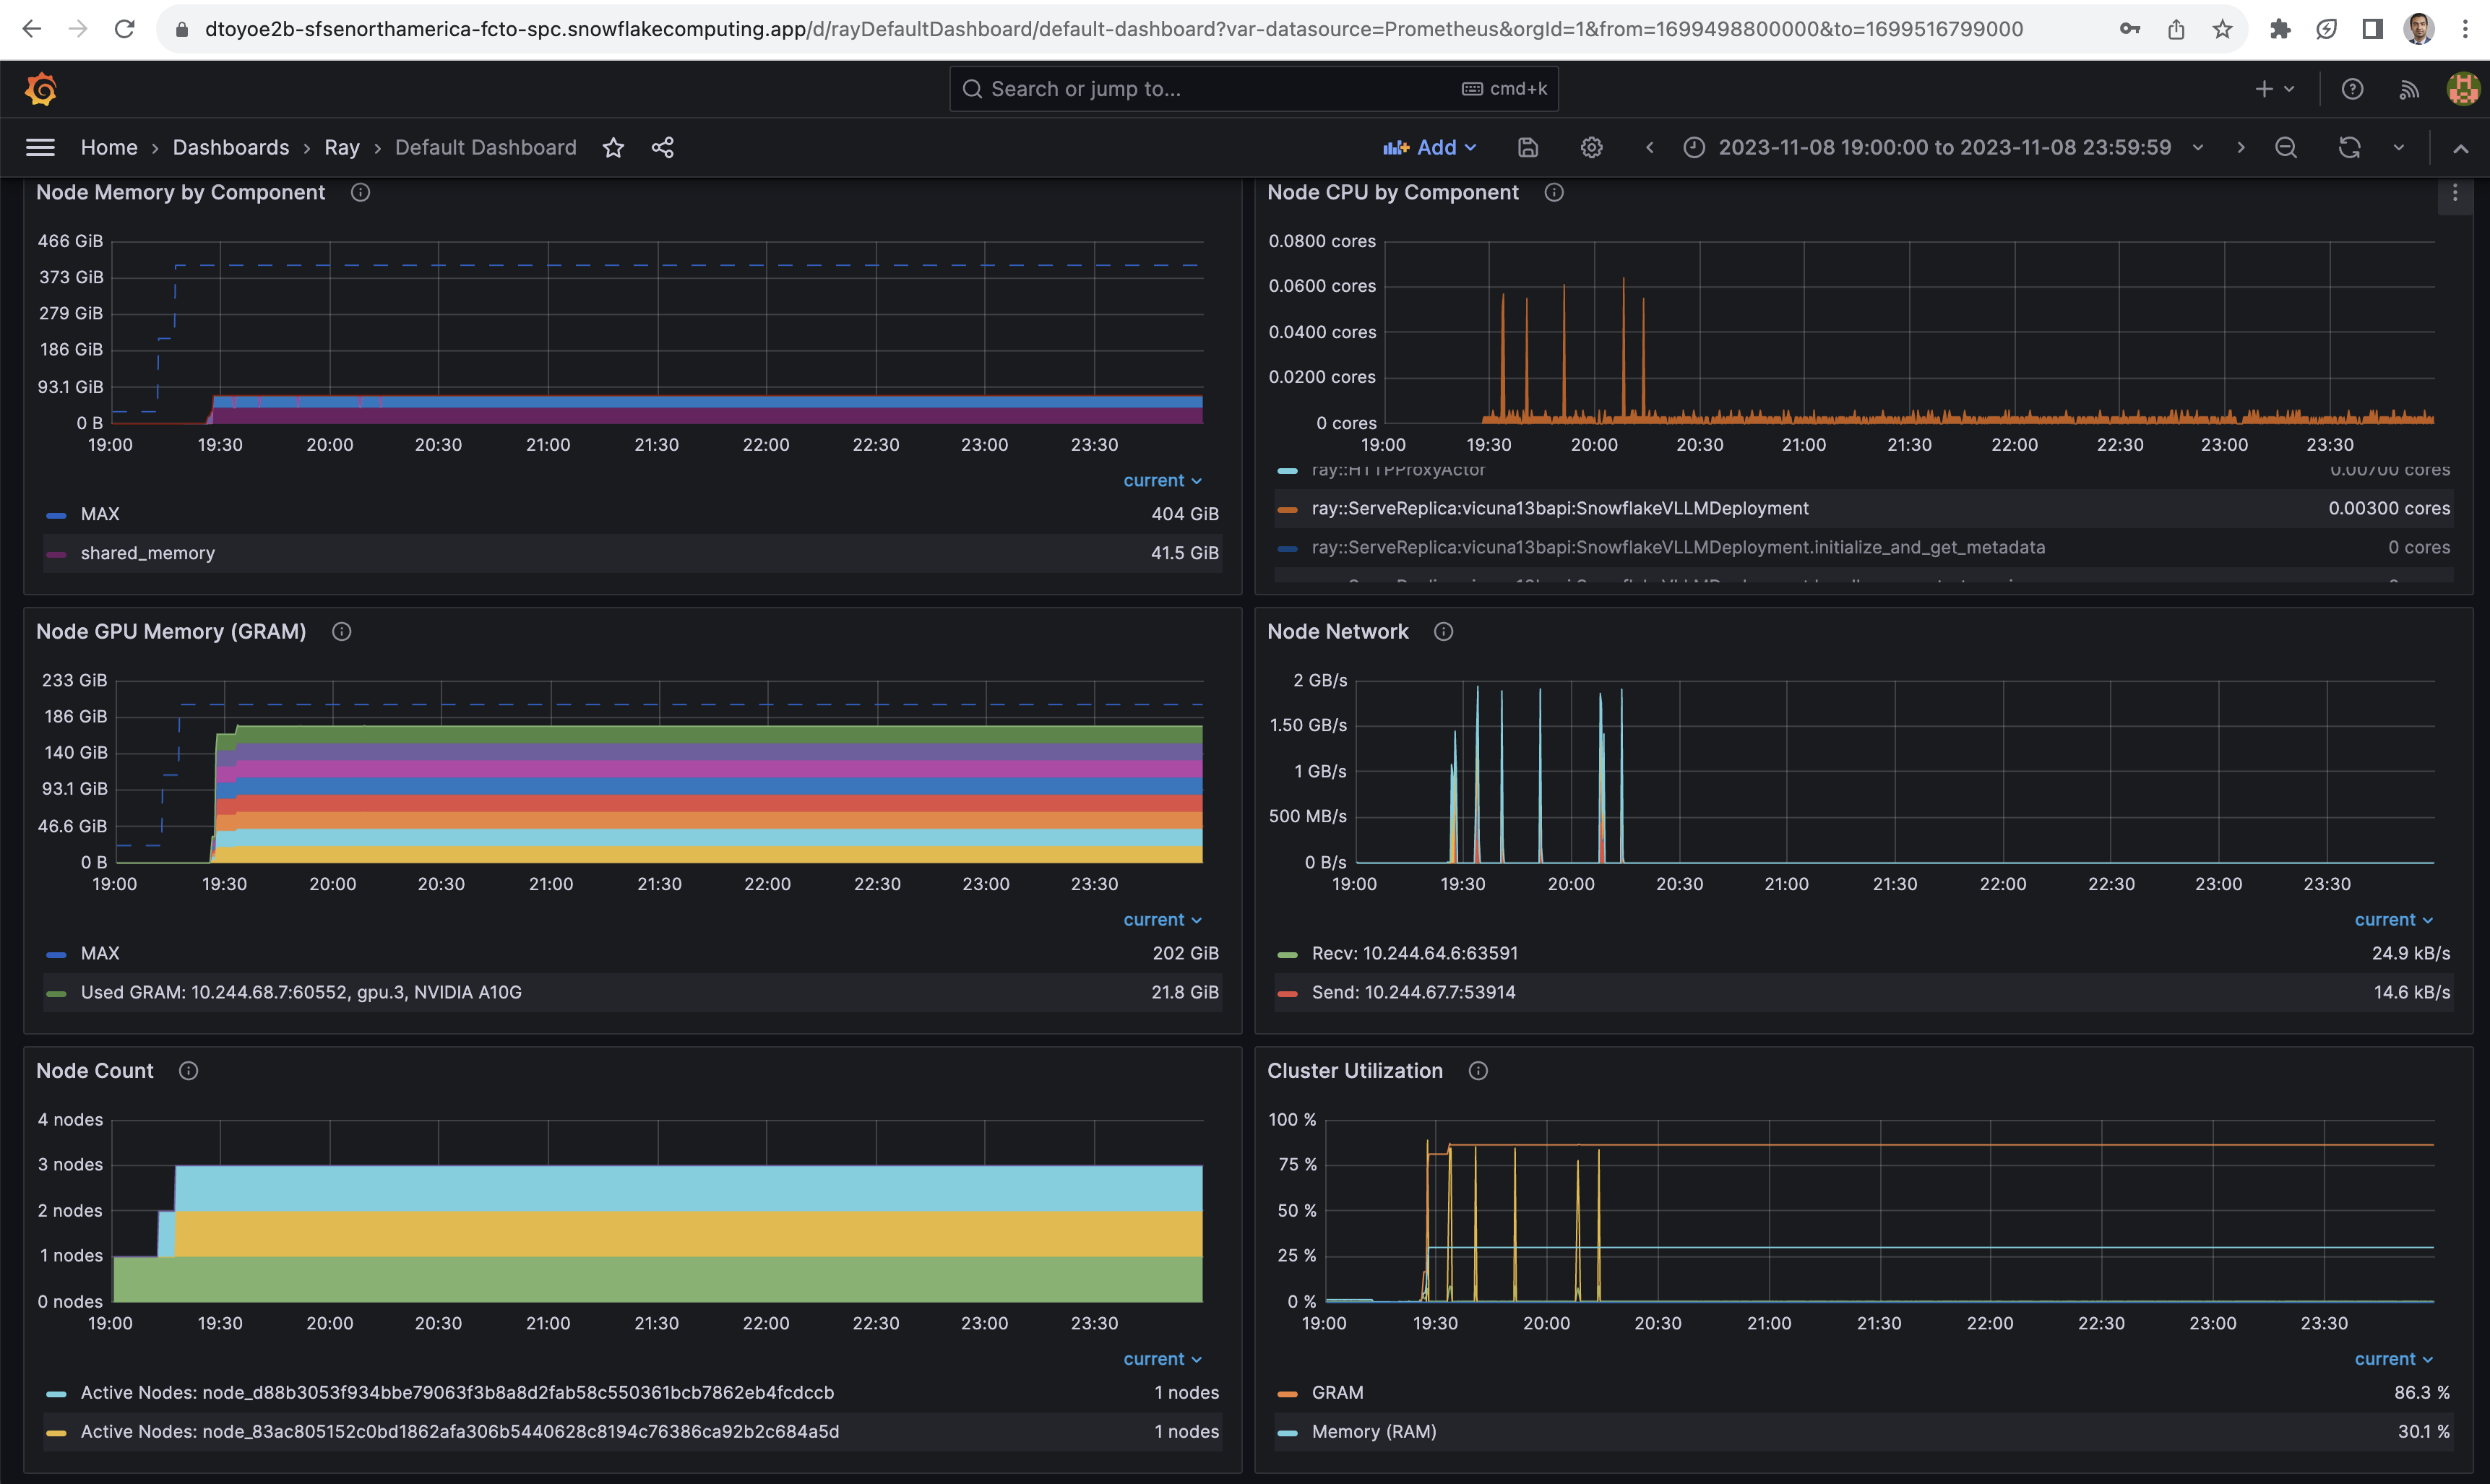 dtoyoe2b-sfsenorthamerica-fcto-spc.snowflakecomputing.app/d/rayDefaultDashboard/default-dashboard?var-datasource=Prometheus&orgId=1&from=1699498800000&to=1699516799000
Search or jump to... cmd+k
Home › Dashboards › Ray › Default Dashboard Add 2023-11-08 19:00:00 to 2023-11-08 23:59:59
Node Memory by Component
466 GiB
373 GiB
279 GiB
186 GiB
93.1 GiB
0 B
19:00 19:30 20:00 20:30 21:00 21:30 22:00 22:30 23:00 23:30
current
MAX 404 GiB
shared_memory 41.5 GiB
Node CPU by Component
0.0800 cores
0.0600 cores
0.0400 cores
0.0200 cores
0 cores
19:00 19:30 20:00 20:30 21:00 21:30 22:00 22:30 23:00 23:30
ray::HTTPProxyActor 0.00700 cores
ray::ServeReplica:vicuna13bapi:SnowflakeVLLMDeployment 0.00300 cores
ray::ServeReplica:vicuna13bapi:SnowflakeVLLMDeployment.initialize_and_get_metadata 0 cores
Node GPU Memory (GRAM)
233 GiB
186 GiB
140 GiB
93.1 GiB
46.6 GiB
0 B
19:00 19:30 20:00 20:30 21:00 21:30 22:00 22:30 23:00 23:30
current
MAX 202 GiB
Used GRAM: 10.244.68.7:60552, gpu.3, NVIDIA A10G 21.8 GiB
Node Network
2 GB/s
1.50 GB/s
1 GB/s
500 MB/s
0 B/s
19:00 19:30 20:00 20:30 21:00 21:30 22:00 22:30 23:00 23:30
current
Recv: 10.244.64.6:63591 24.9 kB/s
Send: 10.244.67.7:53914 14.6 kB/s
Node Count
4 nodes
3 nodes
2 nodes
1 nodes
0 nodes
19:00 19:30 20:00 20:30 21:00 21:30 22:00 22:30 23:00 23:30
current
Active Nodes: node_d88b3053f934bbe79063f3b8a8d2fab58c550361bcb7862eb4fcdccb 1 nodes
Active Nodes: node_83ac805152c0bd1862afa306b5440628c8194c76386ca92b2c684a5d 1 nodes
Cluster Utilization
100 %
75 %
50 %
25 %
0 %
19:00 19:30 20:00 20:30 21:00 21:30 22:00 22:30 23:00 23:30
current
GRAM 86.3 %
Memory (RAM) 30.1 %